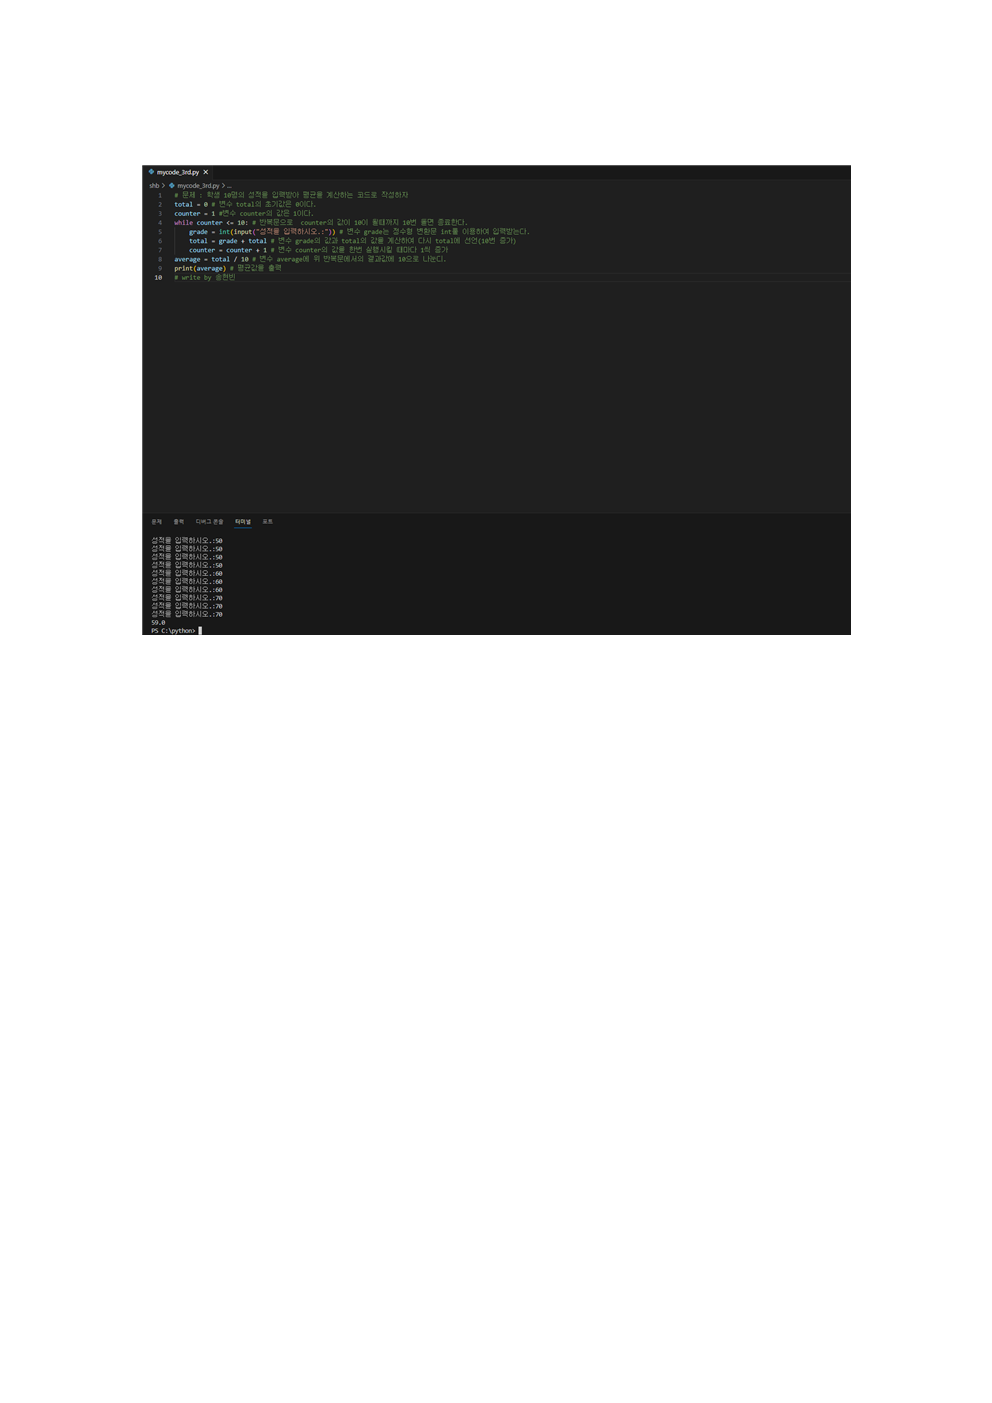 mycode_3rd.py ×
shb > mycode_3rd.py > ...
1 # 문제 : 학생 10명의 성적을 입력받아 평균을 계산하는 코드로 작성하자
2 total = 0 # 변수 total의 초기값은 0이다.
3 counter = 1 #변수 counter의 값은 1이다.
4 while counter <= 10: # 반복문으로 counter의 값이 10이 될때까지 10번 돌면 종료한다.
5 grade = int(input("성적을 입력하시오.:")) # 변수 grade는 정수형 변환문 int를 이용하여 입력받는다.
6 total = grade + total # 변수 grade의 값과 total의 값을 계산하여 다시 total에 선언(10번 증가)
7 counter = counter + 1 # 변수 counter의 값을 한번 실행시킬 때마다 1씩 증가
8 average = total / 10 # 변수 average에 위 반복문에서의 결과값에 10으로 나눈다.
9 print(average) # 평균값을 출력
10 # write by 송현빈
문제 출력 디버그 콘솔 터미널 포트
성적을 입력하시오.:50
성적을 입력하시오.:50
성적을 입력하시오.:50
성적을 입력하시오.:50
성적을 입력하시오.:60
성적을 입력하시오.:60
성적을 입력하시오.:60
성적을 입력하시오.:70
성적을 입력하시오.:70
성적을 입력하시오.:70
59.0
PS C:\python>